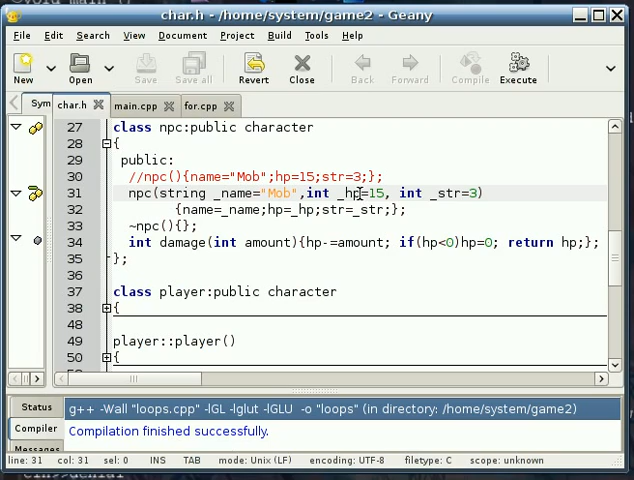 char.h - /home/system/game2 - Geany
File Edit Search View Document Project Build Tools Help
New Open Save Save all Revert Close Back Forward Compile Execute
Sym char.h main.cpp for.cpp
27 class npc:public character
28 {
29 public:
30 //npc(){name="Mob";hp=15;str=3;};
31 npc(string _name="Mob",int _hp=15, int _str=3)
32 {name=_name;hp=_hp;str=_str;};
33 ~npc(){};
34 int damage(int amount){hp-=amount; if(hp<0)hp=0; return hp;};
35 };
36
37 class player:public character
38 {
48
49 player::player()
50 {
Status
Compiler
Messages
g++ -Wall "loops.cpp" -lGL -lglut -lGLU -o "loops" (in directory: /home/system/game2)
Compilation finished successfully.
line: 31 col: 31 sel: 0 INS TAB mode: Unix (LF) encoding: UTF-8 filetype: C scope: unknown